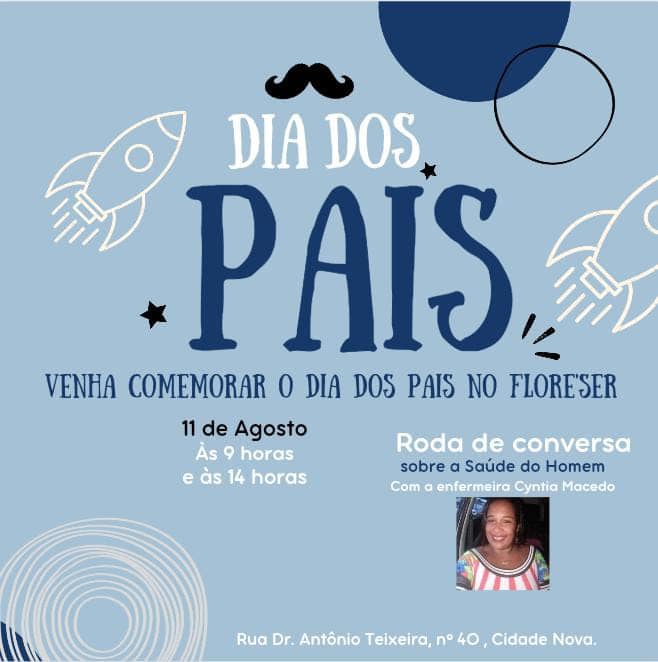 DIA DOS
PAIS
VENHA COMEMORAR O DIA DOS PAIS NO FLORE'SER
11 de Agosto
Às 9 horas
e às 14 horas
Roda de conversa
sobre a Saúde do Homem
Com a enfermeira Cyntia Macedo
Rua Dr. Antônio Teixeira, nº 40 , Cidade Nova.